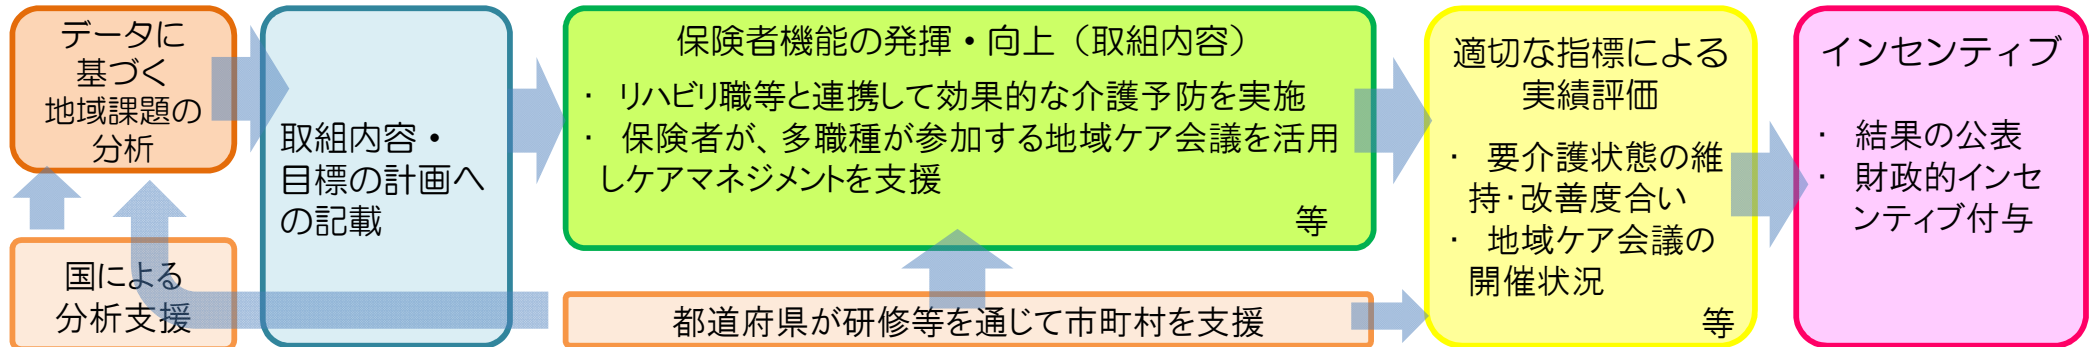 データに
基づく
地域課題の
分析
国による
分析支援
取組内容・
目標の計画へ
の記載
保険者機能の発揮・向上（取組内容）
・ リハビリ職等と連携して効果的な介護予防を実施
・ 保険者が、多職種が参加する地域ケア会議を活用
しケアマネジメントを支援
等
都道府県が研修等を通じて市町村を支援
適切な指標による
実績評価
・ 要介護状態の維
持・改善度合い
・ 地域ケア会議の
開催状況
等
インセンティブ
・ 結果の公表
・ 財政的インセ
ンティブ付与